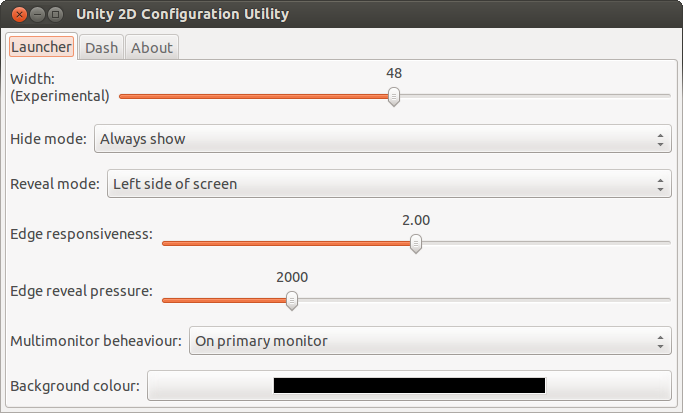 Unity 2D Configuration Utility
Launcher Dash About
Width:
(Experimental)
48
Hide mode: Always show
Reveal mode: Left side of screen
2.00
Edge responsiveness:
2000
Edge reveal pressure:
Multimonitor beheaviour: On primary monitor
Background colour: